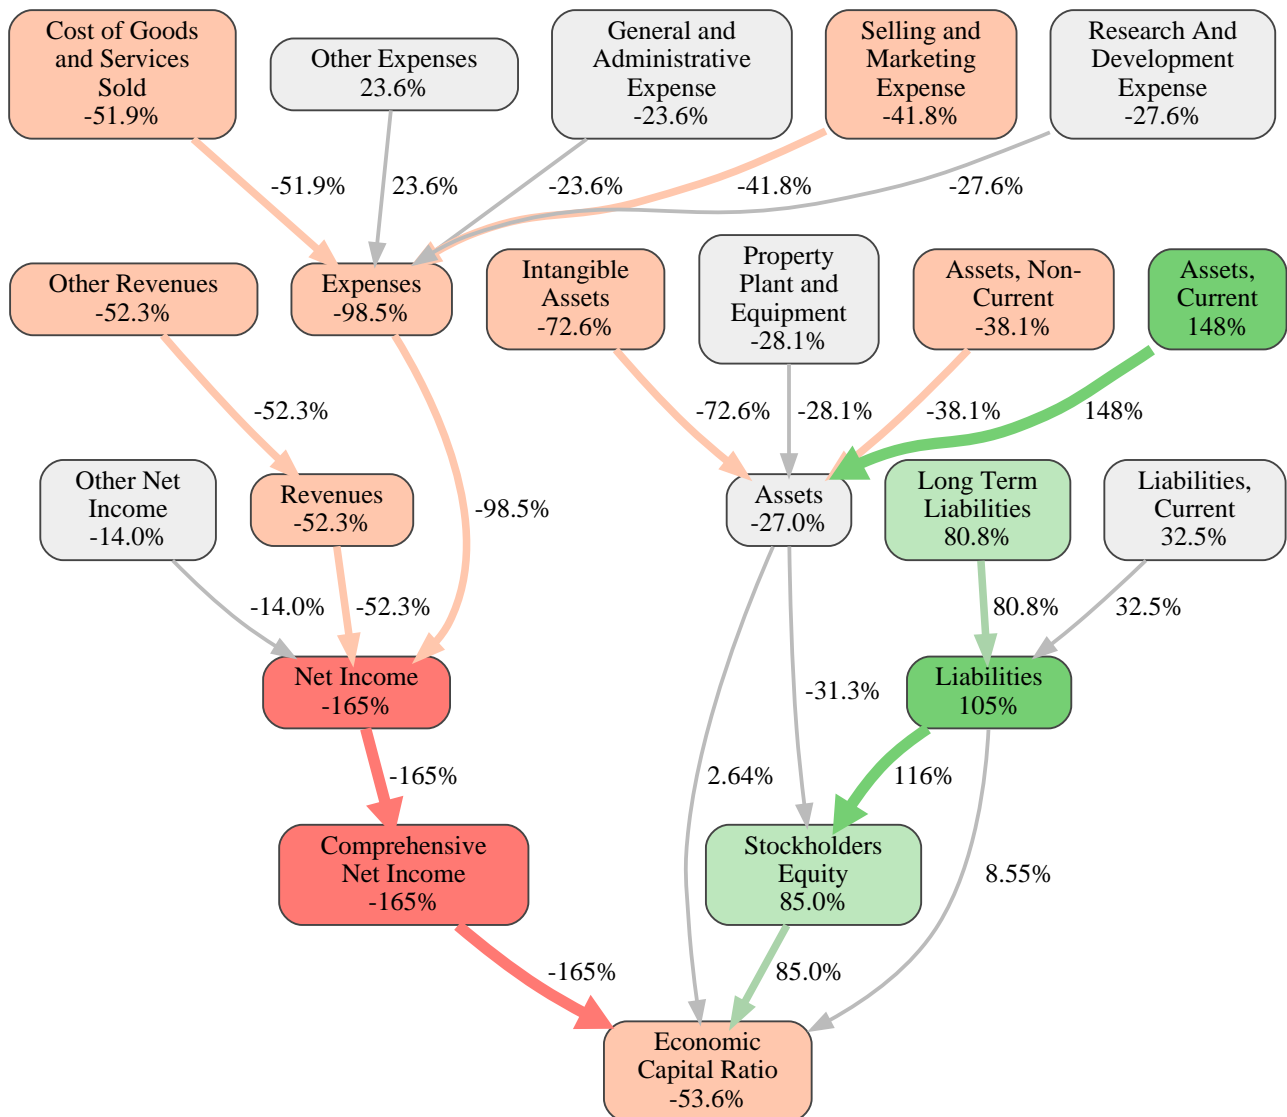 Cost of Goods
and Services
Sold
-51.9%
Other Expenses
23.6%
General and
Administrative
Expense
-23.6%
Selling and
Marketing
Expense
-41.8%
Research And
Development
Expense
-27.6%
-51.9%
23.6%
-23.6%
-41.8%
-27.6%
Other Revenues
-52.3%
Expenses
-98.5%
Intangible
Assets
-72.6%
Property
Plant and
Equipment
-28.1%
Assets, Non-
Current
-38.1%
Assets,
Current
148%
-52.3%
-72.6%
-28.1%
-38.1%
148%
Other Net
Income
-14.0%
Revenues
-52.3%
-98.5%
Assets
-27.0%
Long Term
Liabilities
80.8%
Liabilities,
Current
32.5%
-14.0%
-52.3%
80.8%
32.5%
Net Income
-165%
-31.3%
Liabilities
105%
-165%
2.64%
116%
Comprehensive
Net Income
-165%
Stockholders
Equity
85.0%
8.55%
-165%
85.0%
Economic
Capital Ratio
-53.6%